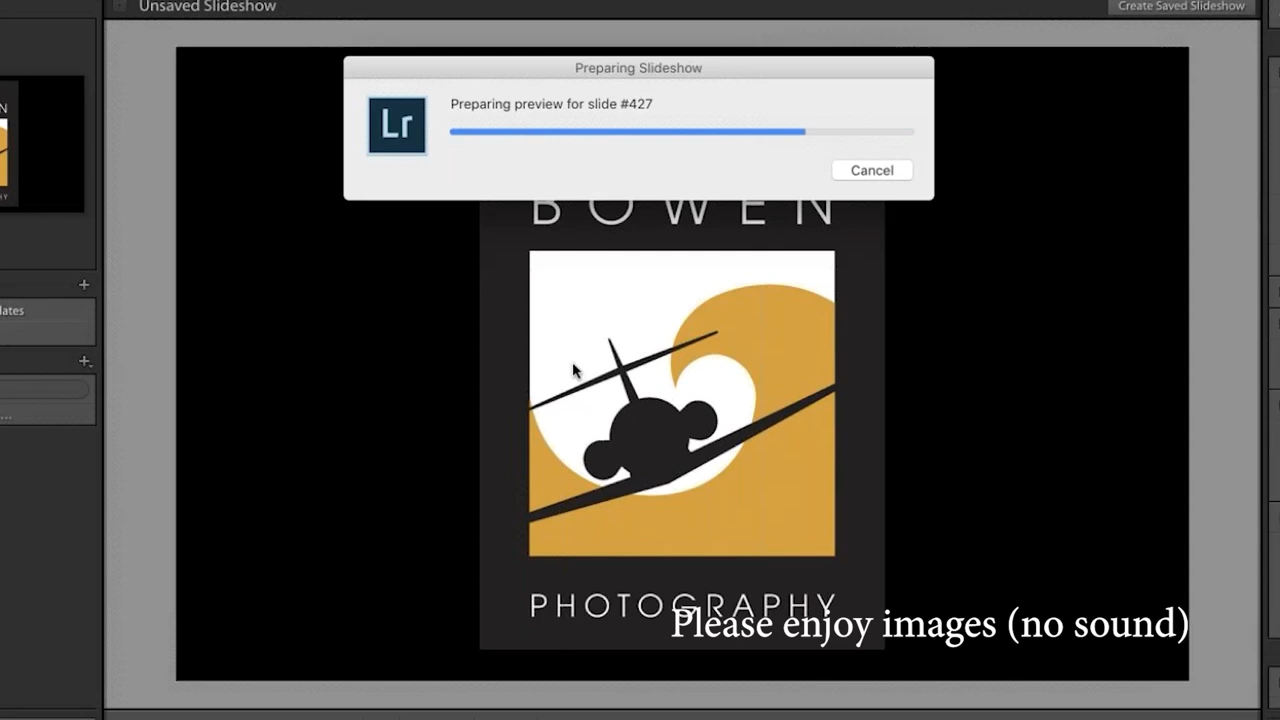 Unsaved Slideshow
Create Saved Slideshow
Preparing Slideshow
Preparing preview for slide #427
Lr
Cancel
N
BOWEN
lates
...
PHOTOGRAPHY
Please enjoy images (no sound)